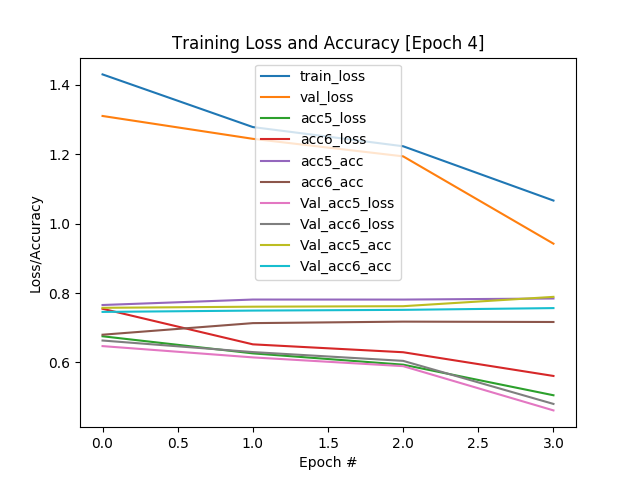 Training Loss and Accuracy [Epoch 4]
Loss/Accuracy
1.4
1.2
1.0
0.8
0.6
train_loss
val_loss
acc5_loss
acc6_loss
acc5_acc
acc6_acc
Val_acc5_loss
Val_acc6_loss
Val_acc5_acc
Val_acc6_acc
0.0 0.5 1.0 1.5 2.0 2.5 3.0
Epoch #